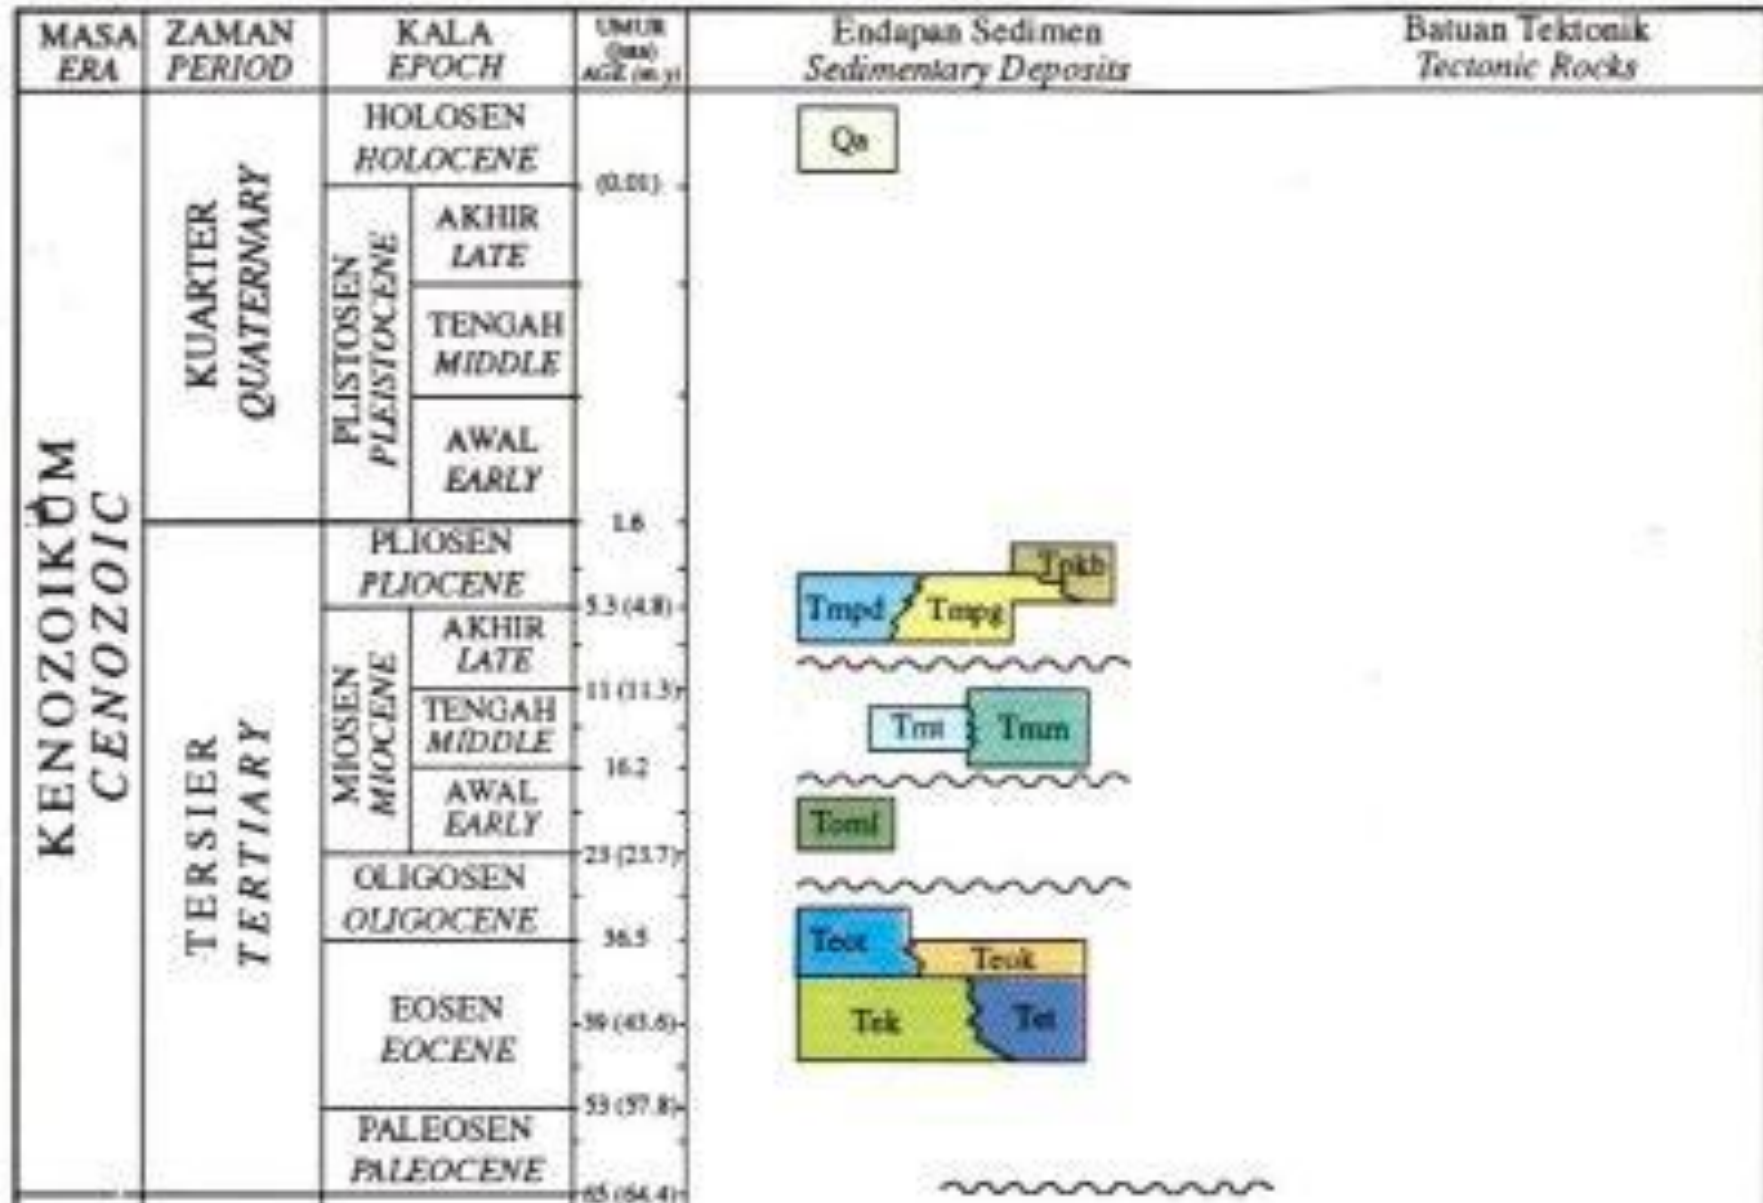 MASA
ERA
ZAMAN
PERIOD
KALA
EPOCH
UMUR
AGE (m.y)
Endapan Sedimen
Sedimentary Deposits
Batuan Tektonik
Tectonic Rocks
KENOZOIKUM
CENOZOIC
KUARTER
QUATERNARY
HOLOSEN
HOLOCENE
(0.01)
Qa
PLISTOSEN
PLEISTOCENE
AKHIR
LATE
TENGAH
MIDDLE
AWAL
EARLY
1.6
TERSIER
TERTIARY
PLIOSEN
PLIOCENE
Tpkb
5.3 (4.8)
Tmpd
Tmpg
MIOSEN
MIOCENE
AKHIR
LATE
11 (11.3)
TENGAH
MIDDLE
Tmt
Tmm
16.2
AWAL
EARLY
Toml
23 (23.7)
OLIGOSEN
OLIGOCENE
36.5
Teot
Teok
EOSEN
EOCENE
39 (43.6)
Tek
Tet
53 (57.8)
PALEOSEN
PALEOCENE
65 (64.4)